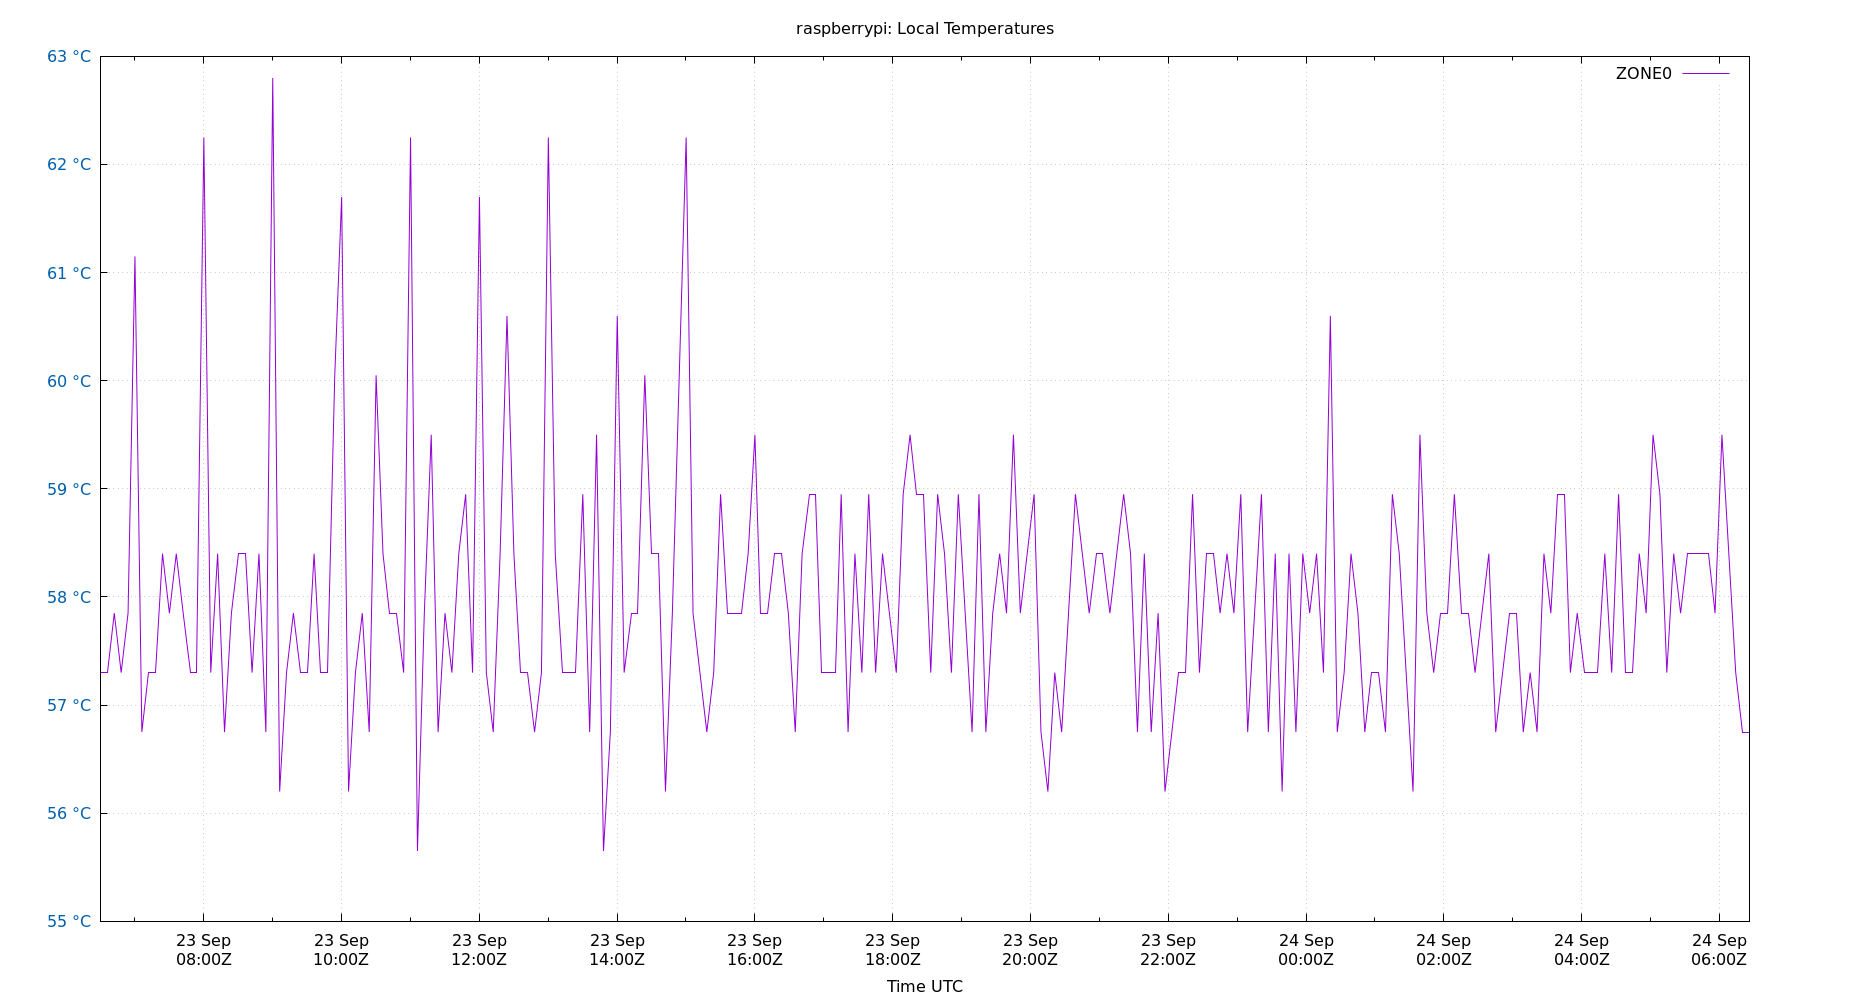 raspberrypi: Local Temperatures
ZONE0
63 °C
62 °C
61 °C
60 °C
59 °C
58 °C
57 °C
56 °C
55 °C
23 Sep 23 Sep 23 Sep 23 Sep 23 Sep 23 Sep 23 Sep 23 Sep 24 Sep 24 Sep 24 Sep 24 Sep
08:00Z 10:00Z 12:00Z 14:00Z 16:00Z 18:00Z 20:00Z 22:00Z 00:00Z 02:00Z 04:00Z 06:00Z
Time UTC